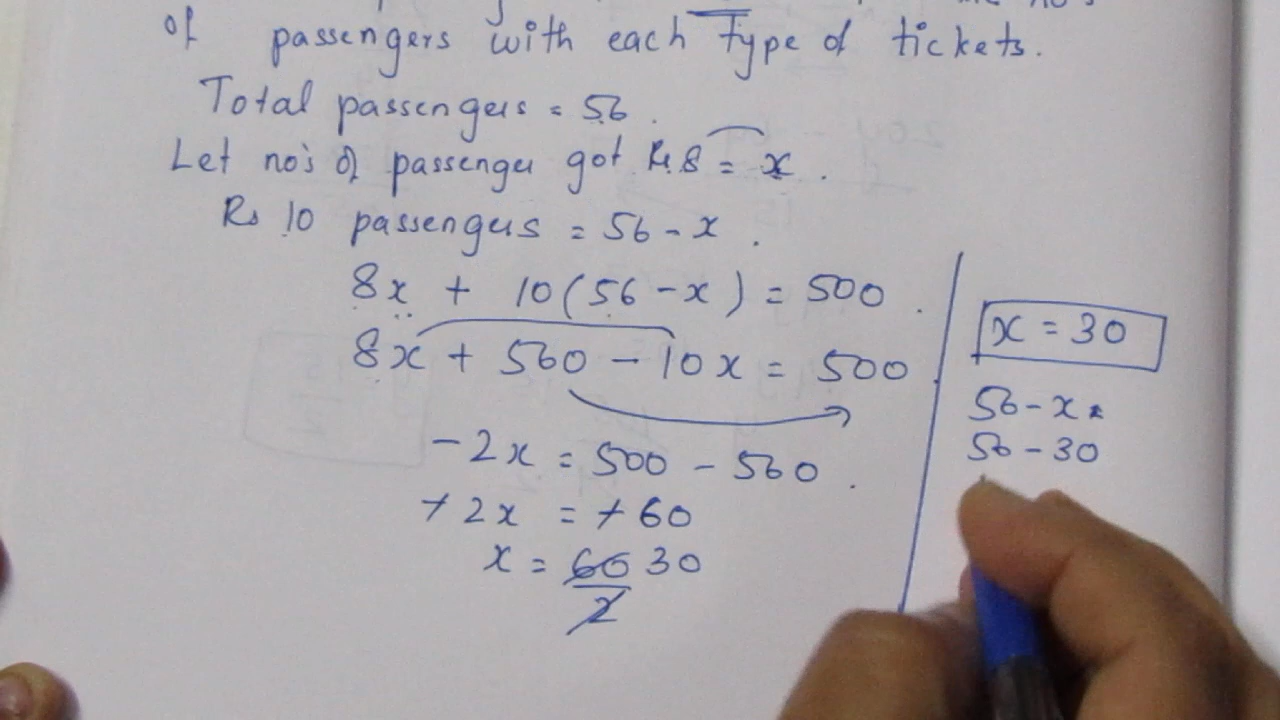 of passengers with each type of tickets.
Total passengers = 56.
Let no's of passenger got Rs 8 = x.
Rs 10 passengers = 56 - x.
8x + 10(56 - x) = 500.
8x + 560 - 10x = 500.
-2x = 500 - 560.
+2x = +60
x = 60/2 30
x = 30
56 - x
56 - 30